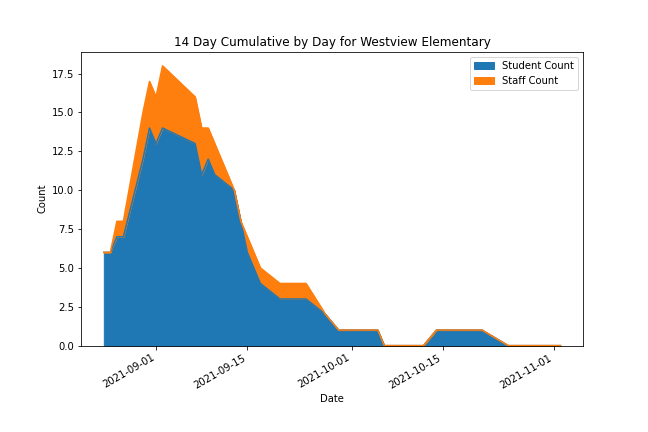 14 Day Cumulative by Day for Westview Elementary
Student Count
Staff Count
17.5
15.0
12.5
10.0
7.5
5.0
2.5
0.0
Count
2021-09-01
2021-09-15
2021-10-01
2021-10-15
2021-11-01
Date